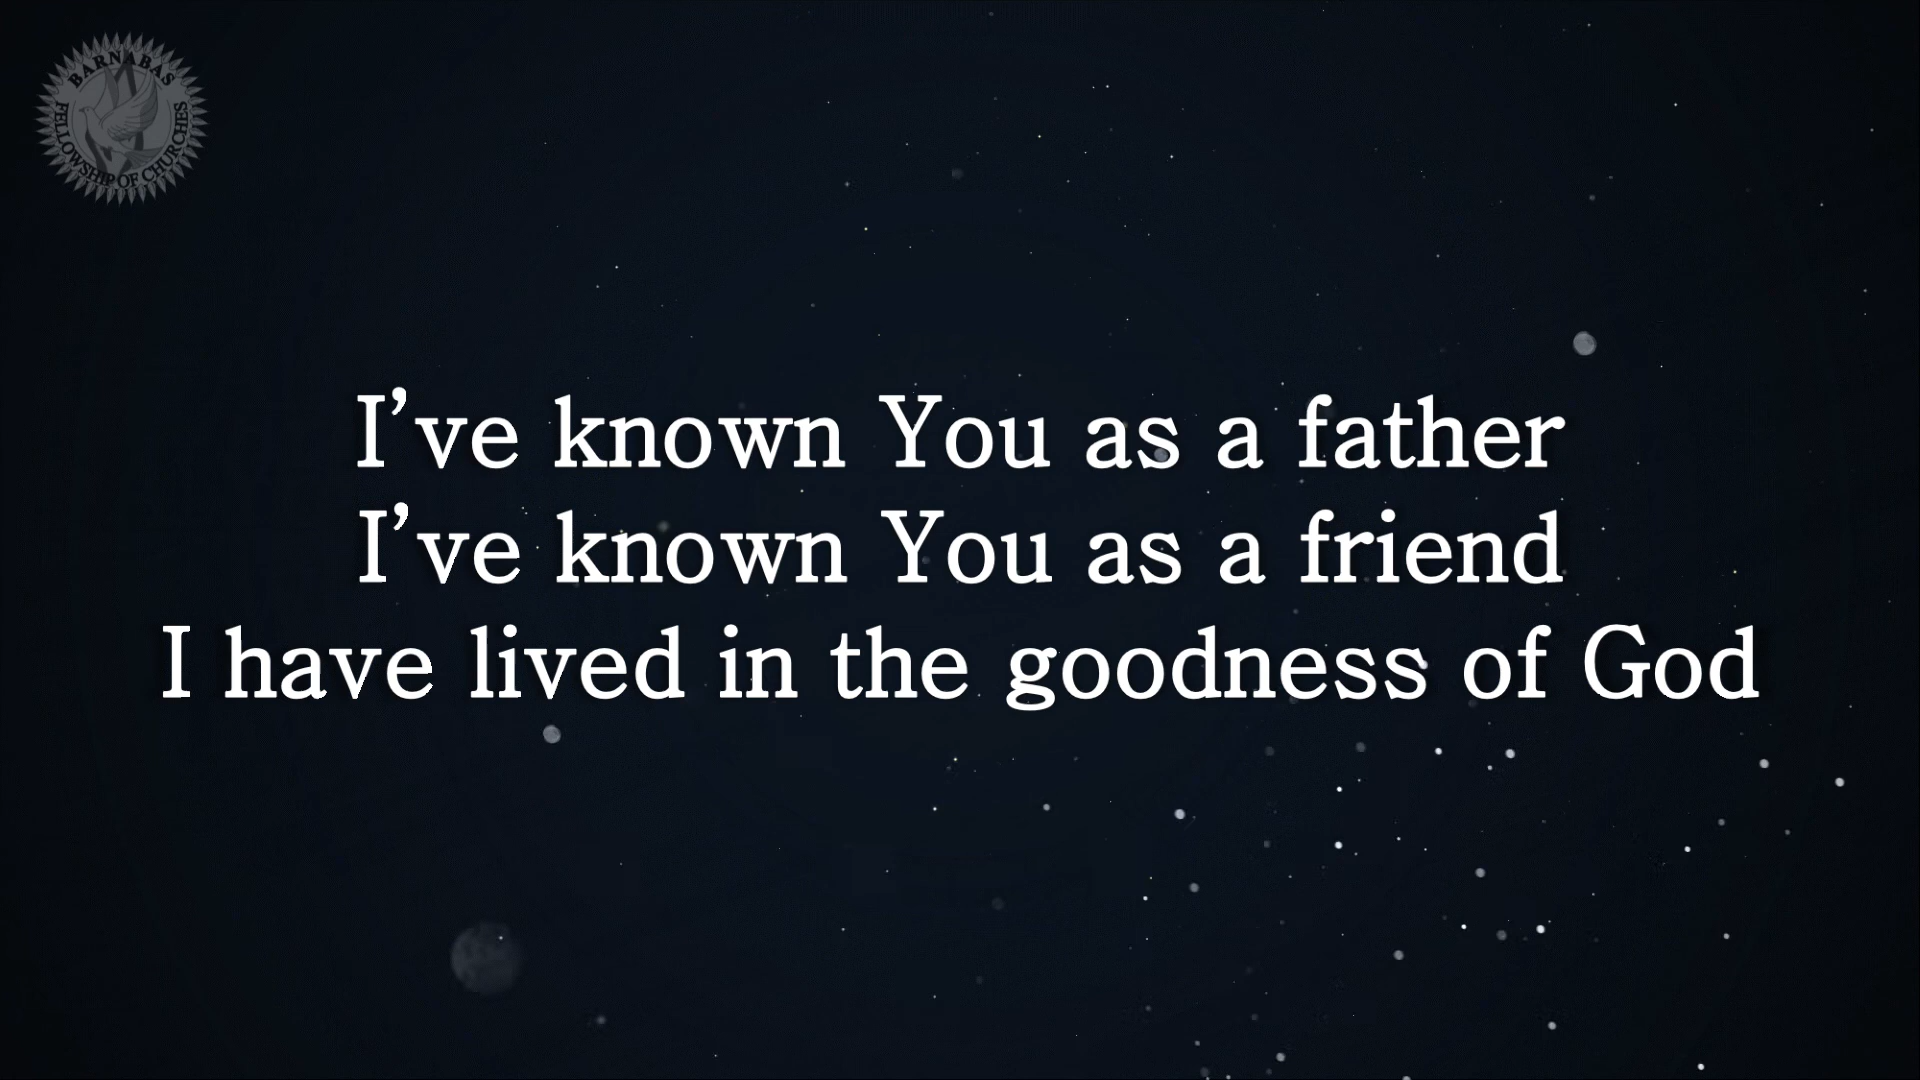 BARNABAS
FELLOWSHIP OF CHURCHES
I’ve known You as a father
I’ve known You as a friend
I have lived in the goodness of God